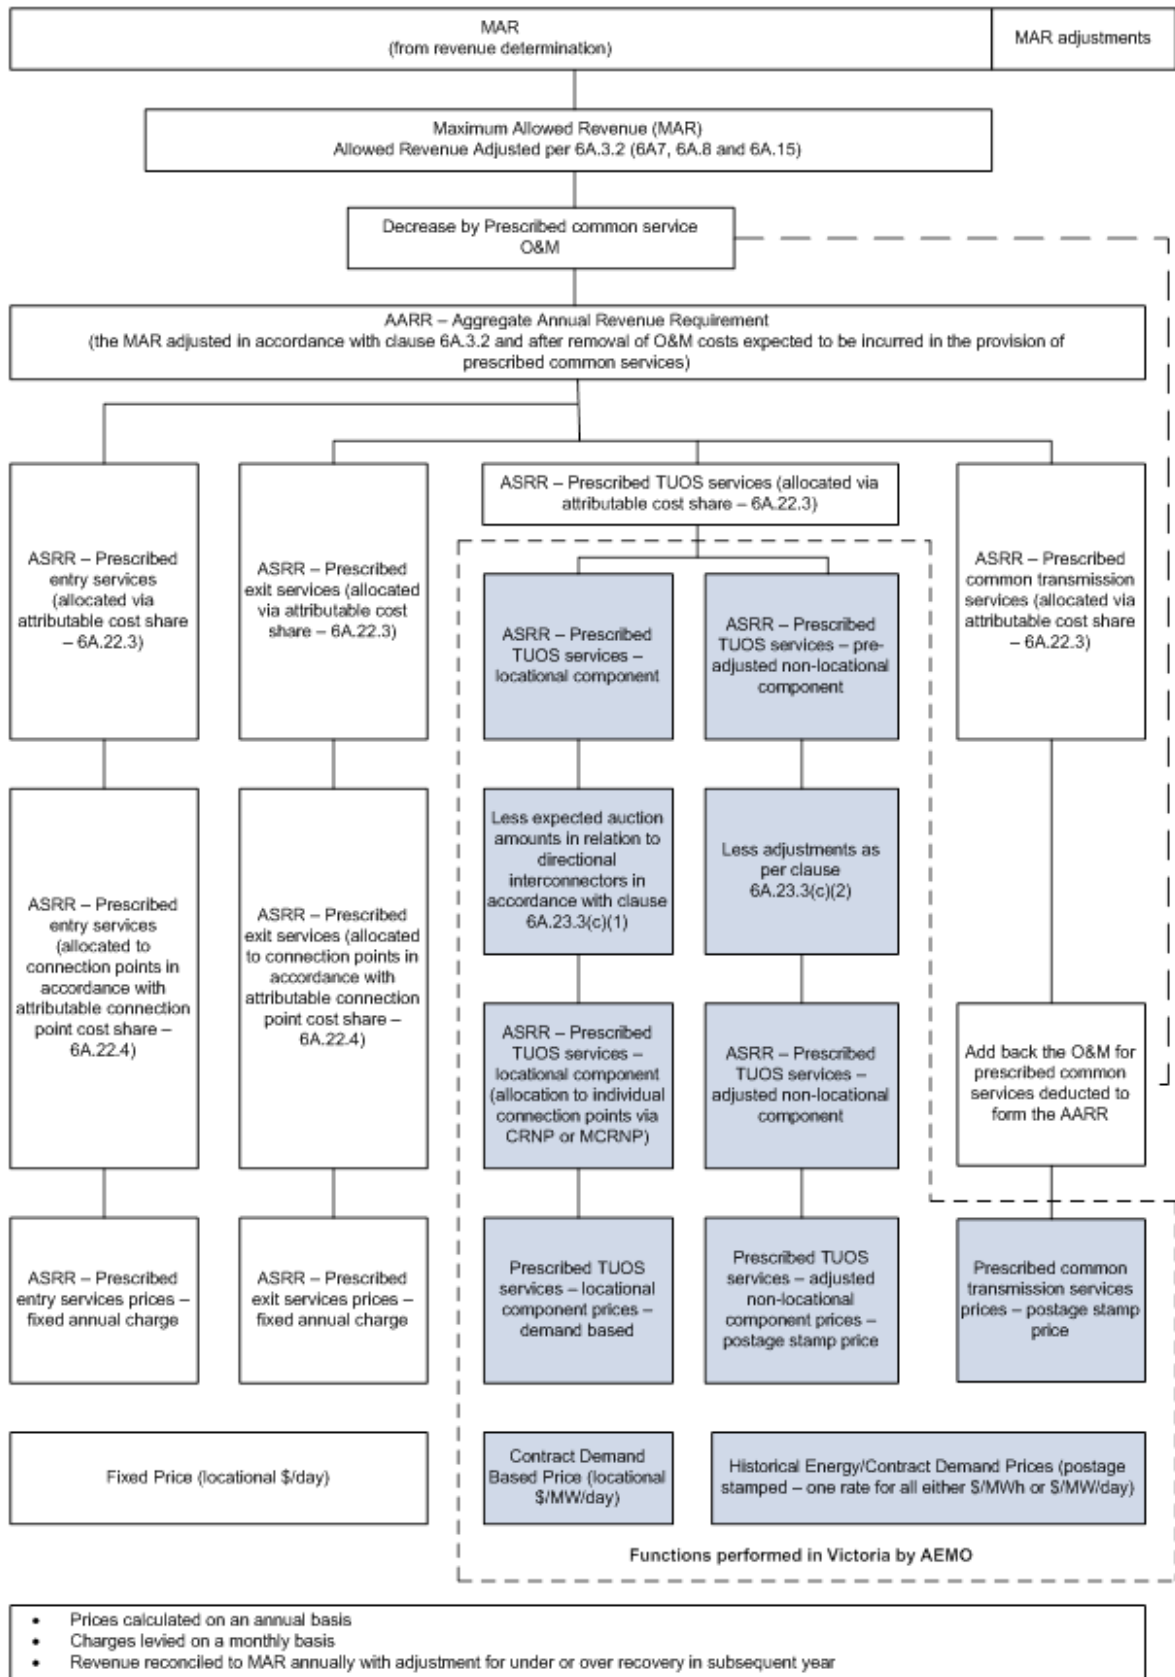 MAR
(from revenue determination)
MAR adjustments
Maximum Allowed Revenue (MAR)
Allowed Revenue Adjusted per 6A.3.2 (6A7, 6A.8 and 6A.15)
Decrease by Prescribed common service
O&M
AARR – Aggregate Annual Revenue Requirement
(the MAR adjusted in accordance with clause 6A.3.2 and after removal of O&M costs expected to be incurred in the provision of
prescribed common services)
ASRR – Prescribed
entry services
(allocated via
attributable cost share
– 6A.22.3)
ASRR – Prescribed
exit services (allocated
via attributable cost
share – 6A.22.3)
ASRR – Prescribed TUOS services (allocated via
attributable cost share – 6A.22.3)
ASRR – Prescribed
TUOS services –
locational component
ASRR – Prescribed
TUOS services – pre-
adjusted non-locational
component
ASRR – Prescribed
common transmission
services (allocated via
attributable cost share
– 6A.22.3)
ASRR – Prescribed
entry services
(allocated to
connection points in
accordance with
attributable connection
point cost share –
6A.22.4)
ASRR – Prescribed
exit services (allocated
to connection points in
accordance with
attributable connection
point cost share –
6A.22.4)
Less expected auction
amounts in relation to
directional
interconnectors in
accordance with clause
6A.23.3(c)(1)
Less adjustments as
per clause
6A.23.3(c)(2)
ASRR – Prescribed
TUOS services –
locational component
(allocation to individual
connection points via
CRNP or MCRNP)
ASRR – Prescribed
TUOS services –
adjusted non-locational
component
Add back the O&M for
prescribed common
services deducted to
form the AARR
ASRR – Prescribed
entry services prices –
fixed annual charge
ASRR – Prescribed
exit services prices –
fixed annual charge
Prescribed TUOS
services – locational
component prices –
demand based
Prescribed TUOS
services – adjusted
non-locational
component prices –
postage stamp price
Prescribed common
transmission services
prices – postage stamp
price
Fixed Price (locational $/day)
Contract Demand
Based Price (locational
$/MW/day)
Historical Energy/Contract Demand Prices (postage
stamped – one rate for all either $/MWh or $/MW/day)
Functions performed in Victoria by AEMO
• Prices calculated on an annual basis
• Charges levied on a monthly basis
• Revenue reconciled to MAR annually with adjustment for under or over recovery in subsequent year